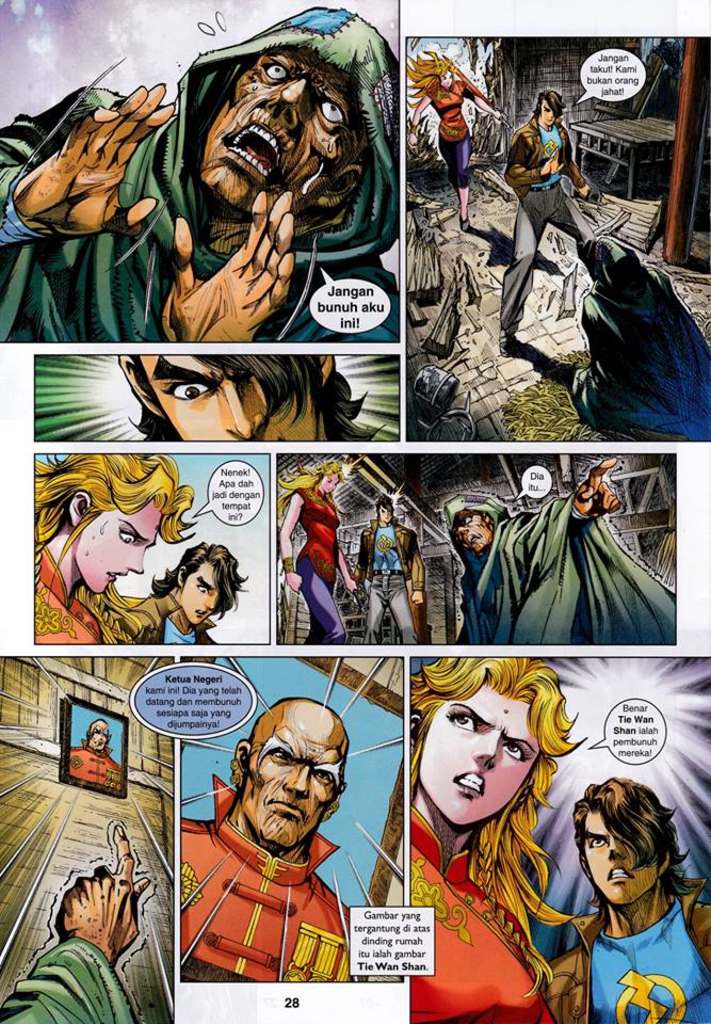 Jangan
bunuh aku
ini!
Jangan
takut! Kami
bukan orang
jahat!
Nenek!
Apa dah
jadi dengan
tempat
ini?
Dia
itu...
Ketua Negeri
kami ini! Dia yang telah
datang dan membunuh
sesiapa saja yang
dijumpainya!
Gambar yang
tergantung di atas
dinding rumah
itu ialah gambar
Tie Wan Shan.
Benar
Tie Wan
Shan ialah
pembunuh
mereka!
28